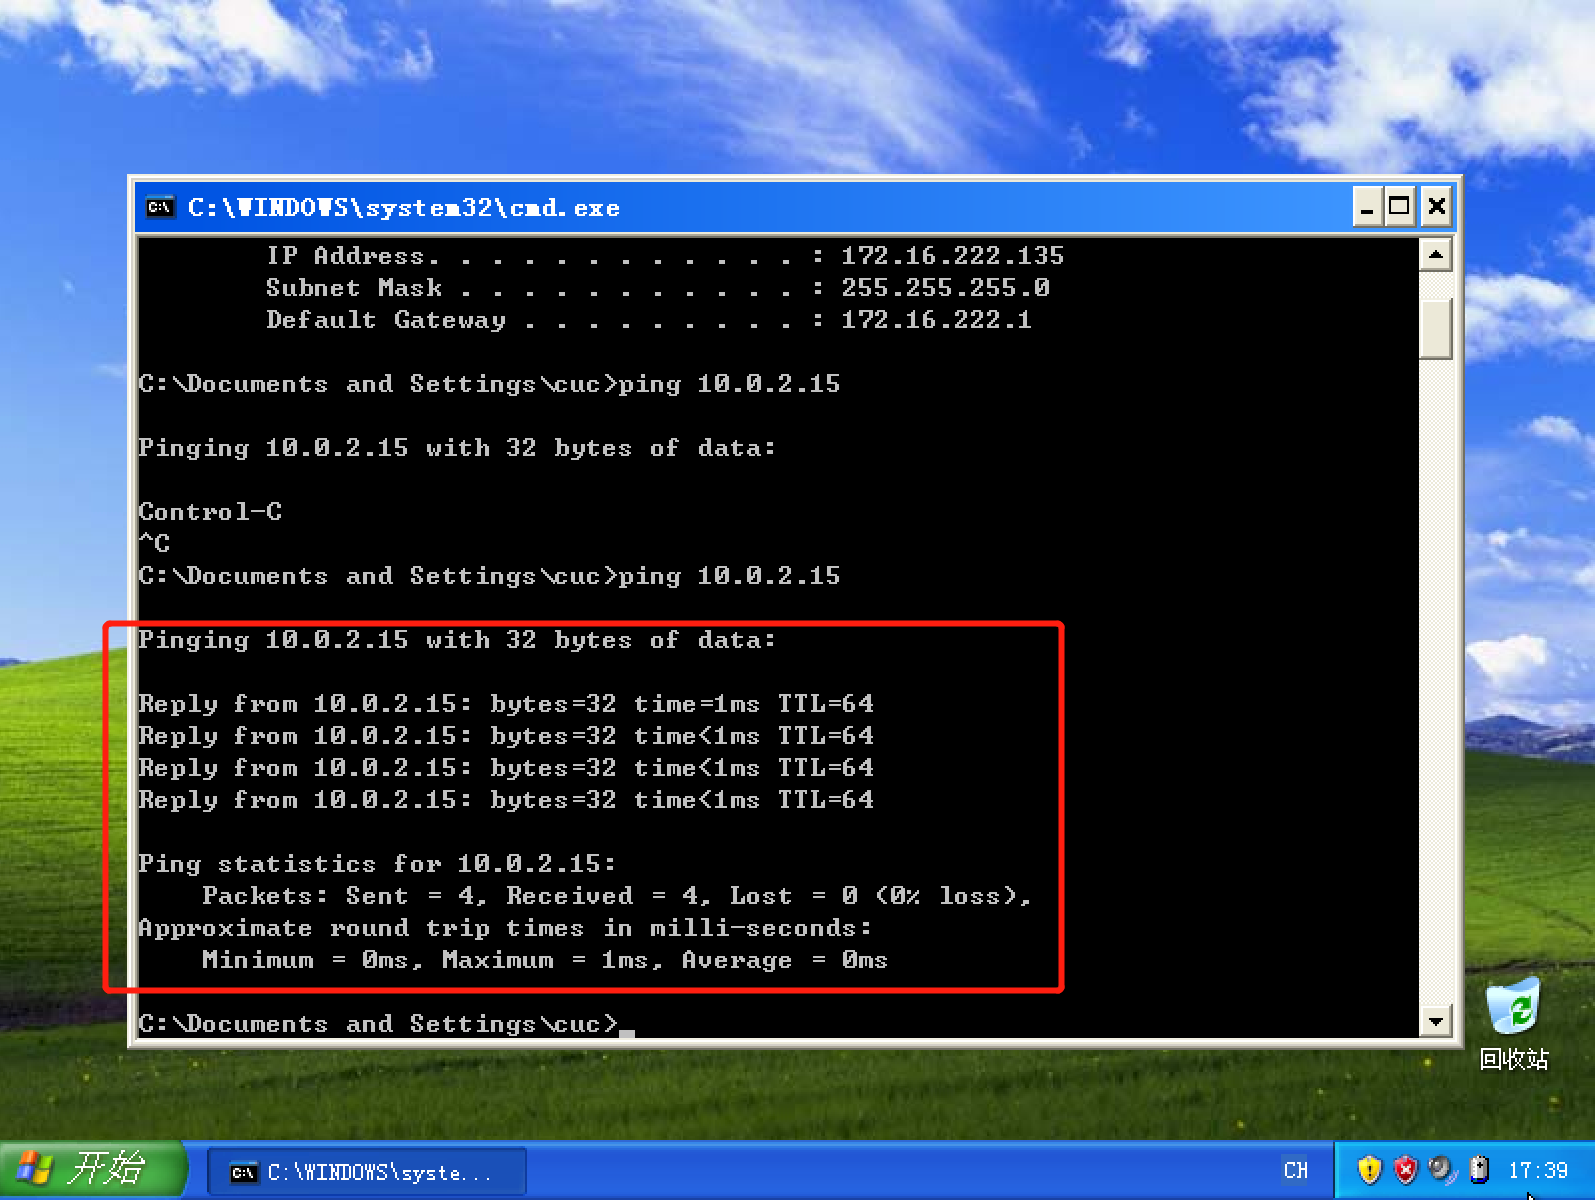 C:\WINDOWS\system32\cmd.exe
IP Address. . . . . . . . . . . . : 172.16.222.135
Subnet Mask . . . . . . . . . . . : 255.255.255.0
Default Gateway . . . . . . . . . : 172.16.222.1
C:\Documents and Settings\cuc>ping 10.0.2.15
Pinging 10.0.2.15 with 32 bytes of data:
Control-C
^C
C:\Documents and Settings\cuc>ping 10.0.2.15
Pinging 10.0.2.15 with 32 bytes of data:
Reply from 10.0.2.15: bytes=32 time=1ms TTL=64
Reply from 10.0.2.15: bytes=32 time<1ms TTL=64
Reply from 10.0.2.15: bytes=32 time<1ms TTL=64
Reply from 10.0.2.15: bytes=32 time<1ms TTL=64
Ping statistics for 10.0.2.15:
Packets: Sent = 4, Received = 4, Lost = 0 (0% loss),
Approximate round trip times in milli-seconds:
Minimum = 0ms, Maximum = 1ms, Average = 0ms
C:\Documents and Settings\cuc>_
回收站
开始
C:\WINDOWS\syste...
CH
17:39